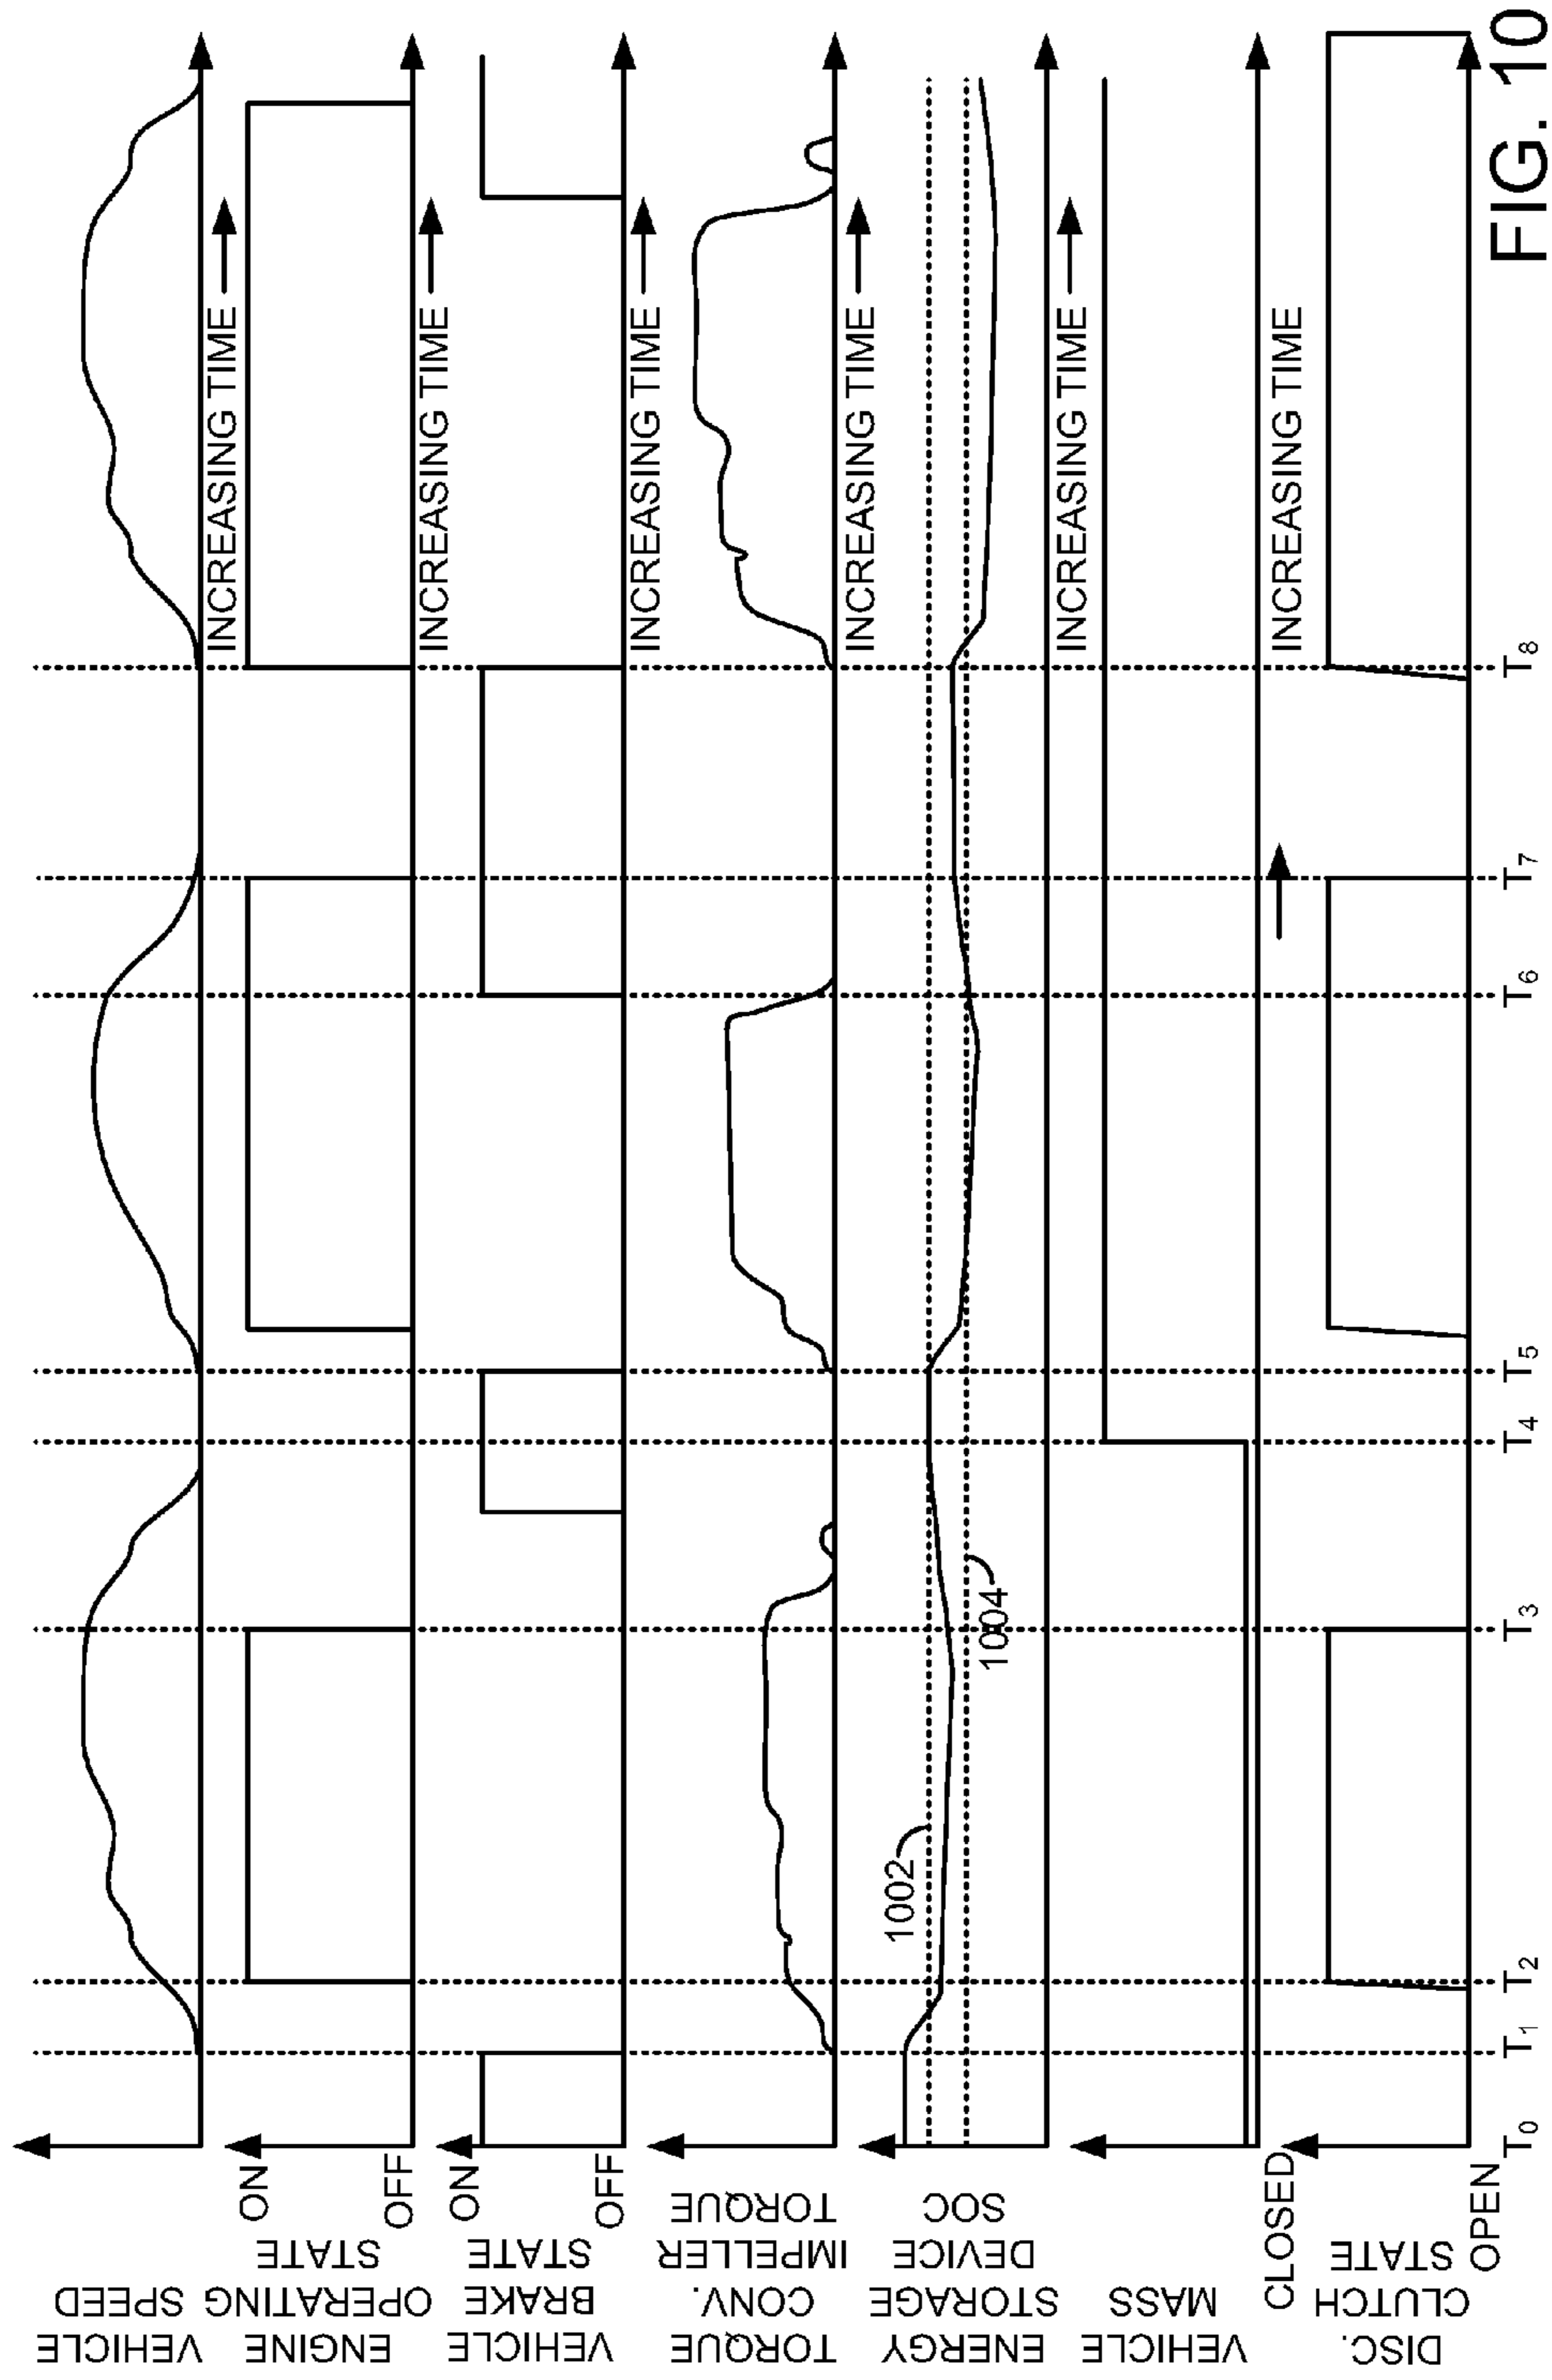 VEHICLE
SPEED
INCREASING TIME
ENGINE
OPERATING
STATE
ON
OFF
INCREASING TIME
VEHICLE
BRAKE
STATE
ON
OFF
INCREASING TIME
TORQUE
CONV.
IMPELLER
TORQUE
INCREASING TIME
ENERGY
STORAGE
DEVICE
SOC
1002
1004
INCREASING TIME
VEHICLE
MASS
INCREASING TIME
DISC.
CLUTCH
STATE
CLOSED
OPEN
T0 T1 T2 T3 T4 T5 T6 T7 T8
FIG. 10